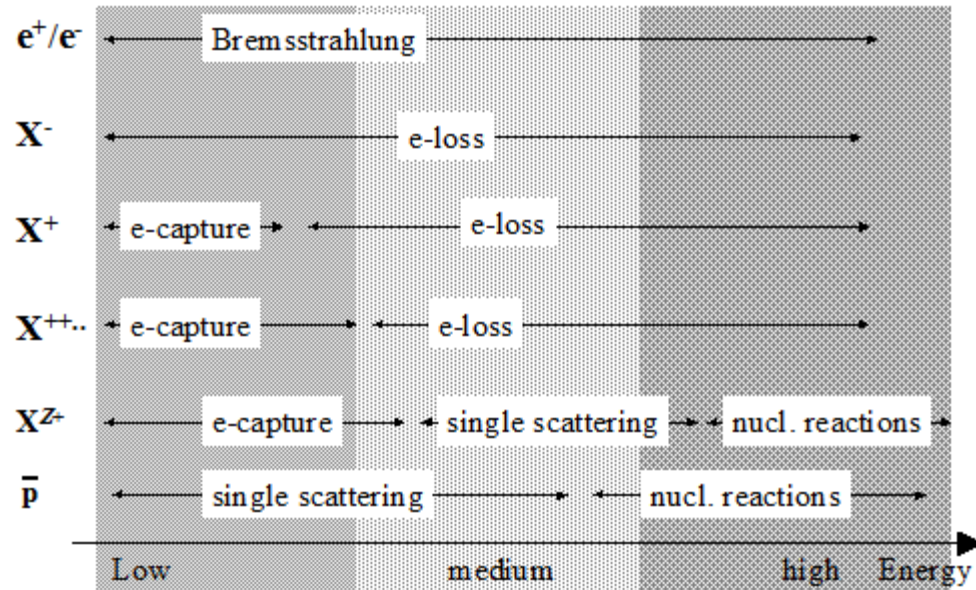 e⁺/e⁻ Bremsstrahlung
X⁻ e-loss
X⁺ e-capture e-loss
X⁺⁺·· e-capture e-loss
Xᶻ⁺ e-capture single scattering nucl. reactions
p̄ single scattering nucl. reactions
Low medium high Energy